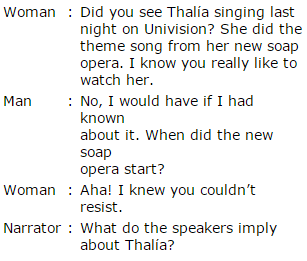 Woman : Did you see Thalía singing last
night on Univision? She did the
theme song from her new soap
opera. I know you really like to
watch her.
Man : No, I would have if I had
known
about it. When did the new
soap
opera start?
Woman : Aha! I knew you couldn’t
resist.
Narrator : What do the speakers imply
about Thalía?